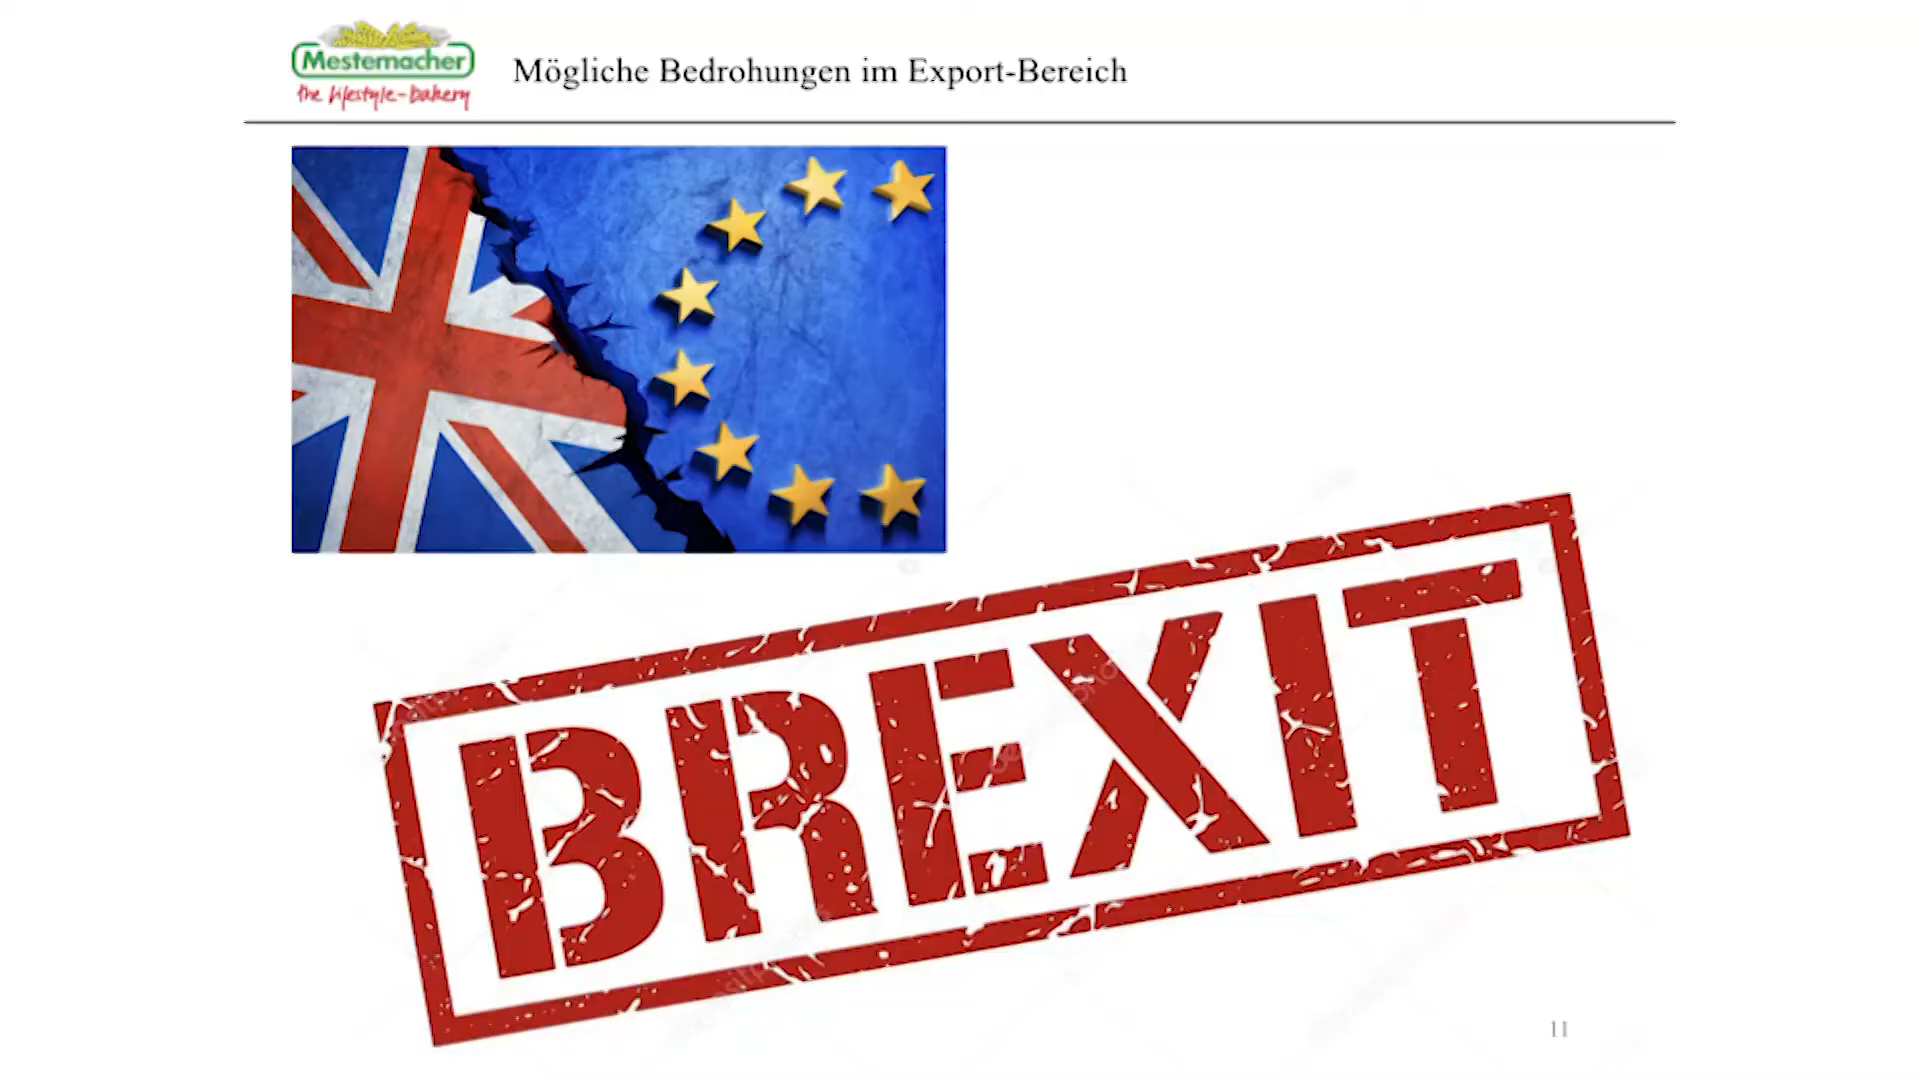 Mestemacher
the lifestyle-bakery
Mögliche Bedrohungen im Export-Bereich
BREXIT
11